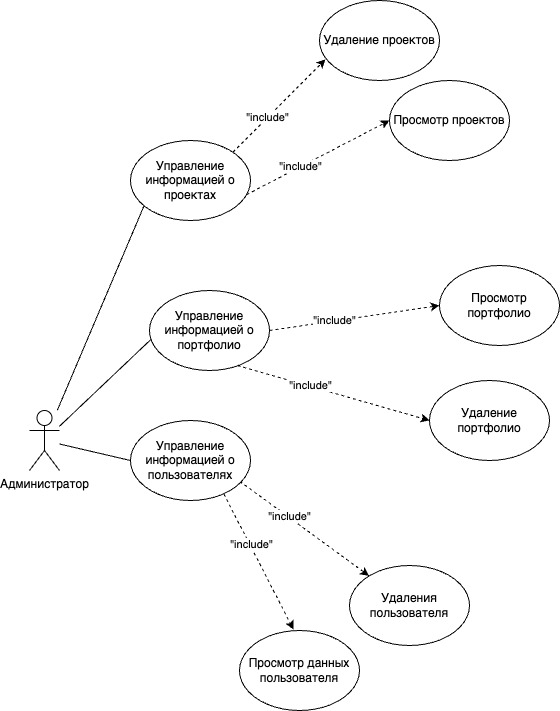 Удаление проектов
"include"
Просмотр проектов
"include"
Управление
информацией о
проектах
Управление
информацией о
портфолио
"include"
Просмотр
портфолио
"include"
Удаление
портфолио
Администратор
Управление
информацией о
пользователях
"include"
"include"
Удаления
пользователя
Просмотр данных
пользователя